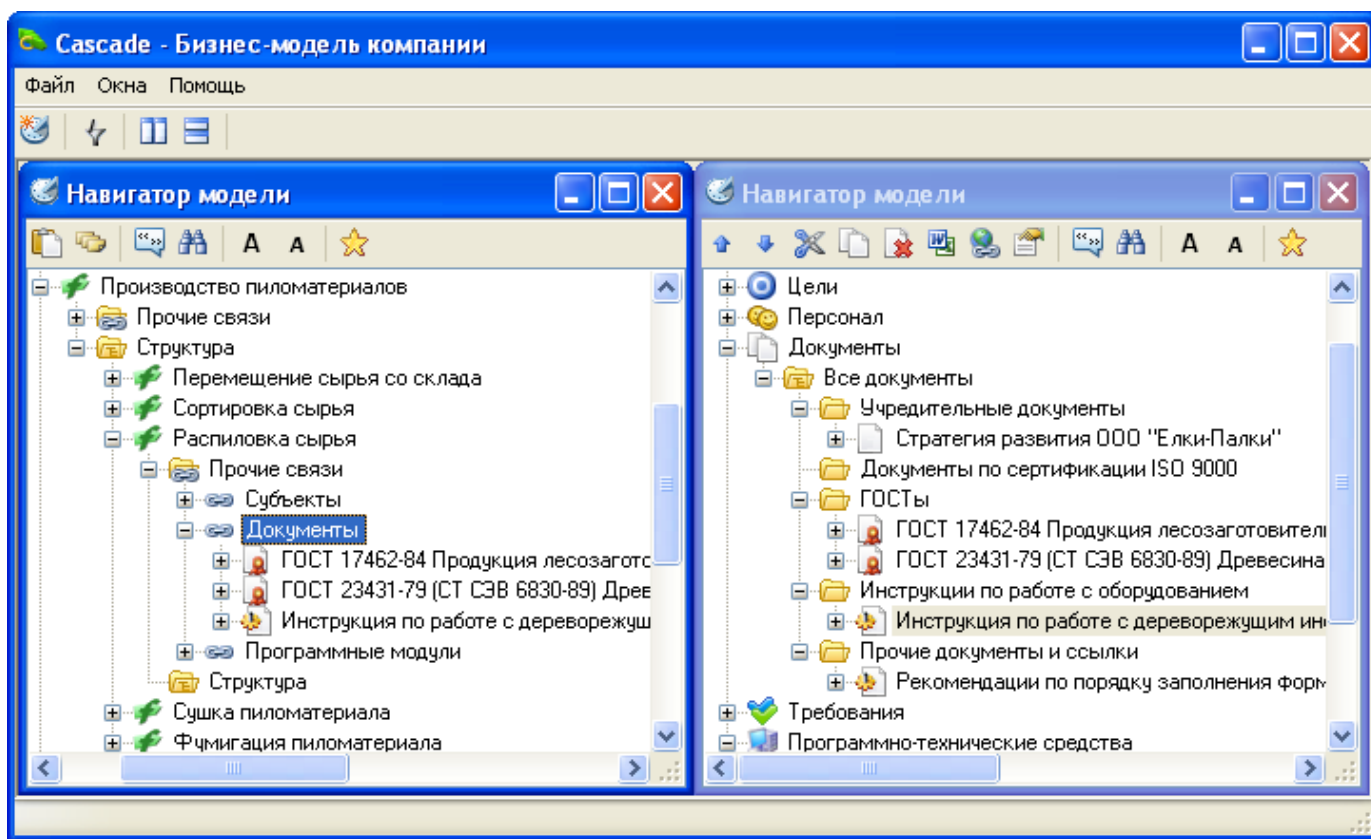 Cascade - Бизнес-модель компании
Файл Окна Помощь
Навигатор модели
A A
Производство пиломатериалов
Прочие связи
Структура
Перемещение сырья со склада
Сортировка сырья
Распиловка сырья
Прочие связи
Субъекты
Документы
ГОСТ 17462-84 Продукция лесозагото
ГОСТ 23431-79 (СТ СЭВ 6830-89) Древ
Инструкция по работе с дереворежущ
Программные модули
Структура
Сушка пиломатериала
Фумигация пиломатериала
Навигатор модели
A A
Цели
Персонал
Документы
Все документы
Учредительные документы
Стратегия развития ООО "Елки-Палки"
Документы по сертификации ISO 9000
ГОСТы
ГОСТ 17462-84 Продукция лесозаготовител
ГОСТ 23431-79 (СТ СЭВ 6830-89) Древесина
Инструкции по работе с оборудованием
Инструкция по работе с дереворежущим ин
Прочие документы и ссылки
Рекомендации по порядку заполнения форм
Требования
Программно-технические средства